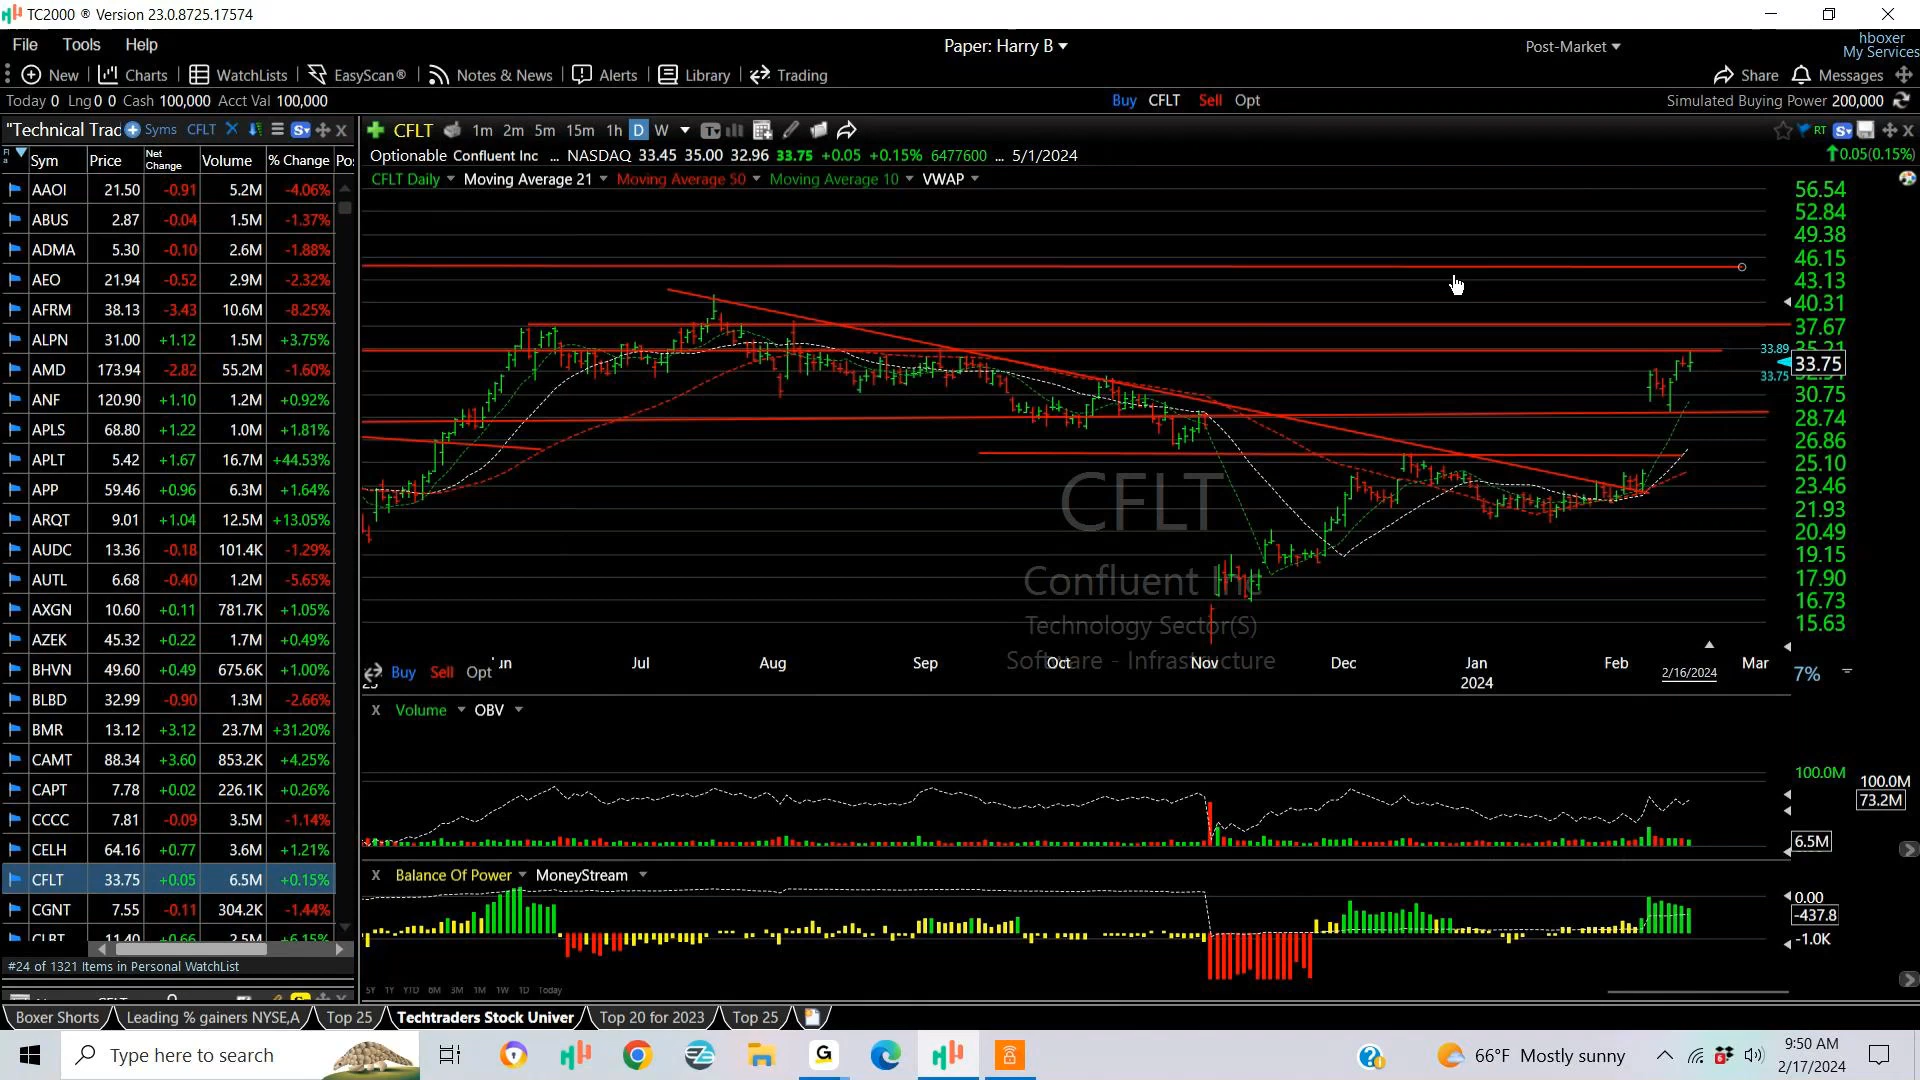 TC2000 ® Version 23.0.8725.17574
File Tools Help Paper: Harry B Post-Market hboxer
My Services
New Charts WatchLists EasyScan® Notes & News Alerts Library Trading Share Messages
Today 0 Lng 0 0 Cash 100,000 Acct Val 100,000 Buy CFLT Sell Opt Simulated Buying Power 200,000
"Technical Trac Syms CFLT
CFLT 1m 2m 5m 15m 1h D W RT
Optionable Confluent Inc ... NASDAQ 33.45 35.00 32.96 33.75 +0.05 +0.15% 6477600 ... 5/1/2024 0.05(0.15%)
CFLT Daily Moving Average 21 Moving Average 50 Moving Average 10 VWAP
Sym Price Net Change Volume % Change Po
AAOI 21.50 -0.91 5.2M -4.06%
ABUS 2.87 -0.04 1.5M -1.37%
ADMA 5.30 -0.10 2.6M -1.88%
AEO 21.94 -0.52 2.9M -2.32%
AFRM 38.13 -3.43 10.6M -8.25%
ALPN 31.00 +1.12 1.5M +3.75%
AMD 173.94 -2.82 55.2M -1.60%
ANF 120.90 +1.10 1.2M +0.92%
APLS 68.80 +1.22 1.0M +1.81%
APLT 5.42 +1.67 16.7M +44.53%
APP 59.46 +0.96 6.3M +1.64%
ARQT 9.01 +1.04 12.5M +13.05%
AUDC 13.36 -0.18 101.4K -1.29%
AUTL 6.68 -0.40 1.2M -5.65%
AXGN 10.60 +0.11 781.7K +1.05%
AZEK 45.32 +0.22 1.7M +0.49%
BHVN 49.60 +0.49 675.6K +1.00%
BLBD 32.99 -0.90 1.3M -2.66%
BMR 13.12 +3.12 23.7M +31.20%
CAMT 88.34 +3.60 853.2K +4.25%
CAPT 7.78 +0.02 226.1K +0.26%
CCCC 7.81 -0.09 3.5M -1.14%
CELH 64.16 +0.77 3.6M +1.21%
CFLT 33.75 +0.05 6.5M +0.15%
CGNT 7.55 -0.11 304.2K -1.44%
CLBT 11.40 +0.66 2.5M +6.15%
#24 of 1321 Items in Personal WatchList
56.54
52.84
49.38
46.15
43.13
40.31
37.67
33.89 35.21
33.75
33.75
30.75
28.74
26.86
25.10
23.46
21.93
20.49
19.15
17.90
16.73
15.63
7%
CFLT
Confluent Inc
Technology Sector(S)
Software - Infrastructure
Jul Aug Sep Oct Nov Dec Jan Feb Mar
2024 2/16/2024
Buy Sell Opt
X Volume OBV
100.0M 100.0M
73.2M
6.5M
X Balance Of Power MoneyStream
0.00
-437.8
-1.0K
5Y 1Y YTD 6M 3M 1M 1W 1D Today
Boxer Shorts Leading % gainers NYSE,A Top 25 Techtraders Stock Univer Top 20 for 2023 Top 25
Type here to search 66°F Mostly sunny 9:50 AM
2/17/2024